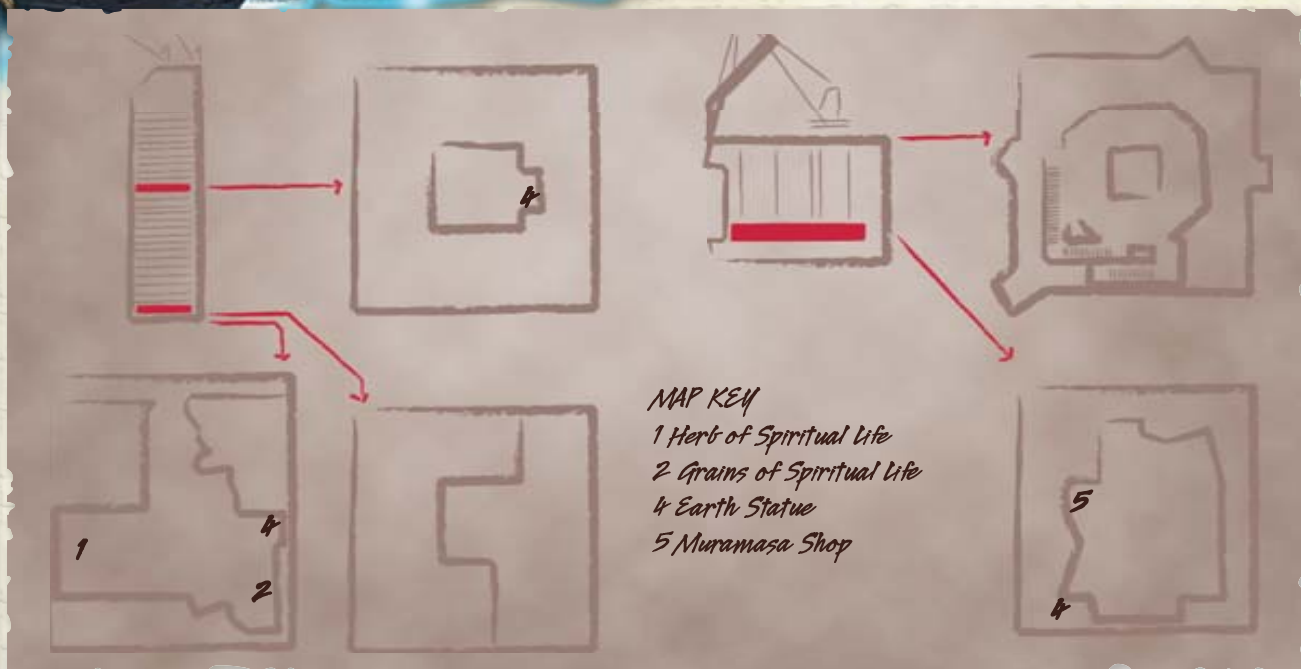 4
MAP KEY
1 Herb of Spiritual Life
2 Grains of Spiritual Life
4 Earth Statue
5 Muramasa Shop
4
1
2
5
4